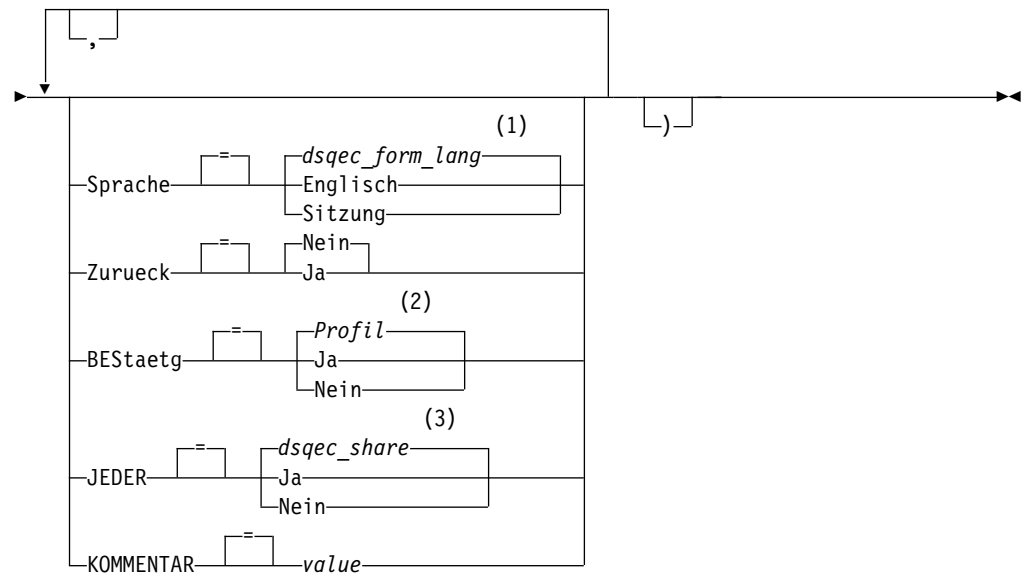 ,
)
(1)
= dsqec_form_lang
Sprache Englisch
Sitzung
= Nein
Zurueck Ja
(2)
= Profil
BEStaetg Ja
Nein
(3)
= dsqec_share
JEDER Ja
Nein
=
KOMMENTAR value